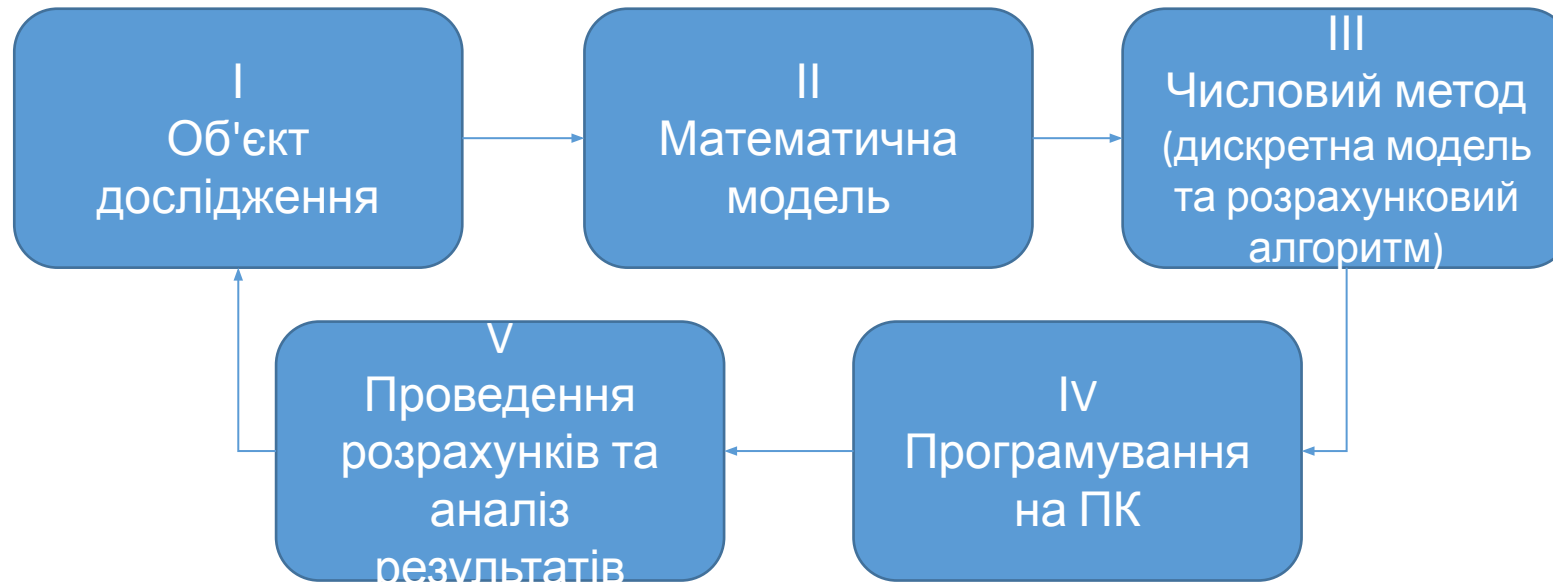 I
Об'єкт
дослідження
II
Математична
модель
III
Числовий метод
(дискретна модель
та розрахунковий
алгоритм)
V
Проведення
розрахунків та
аналіз
результатів
IV
Програмування
на ПК